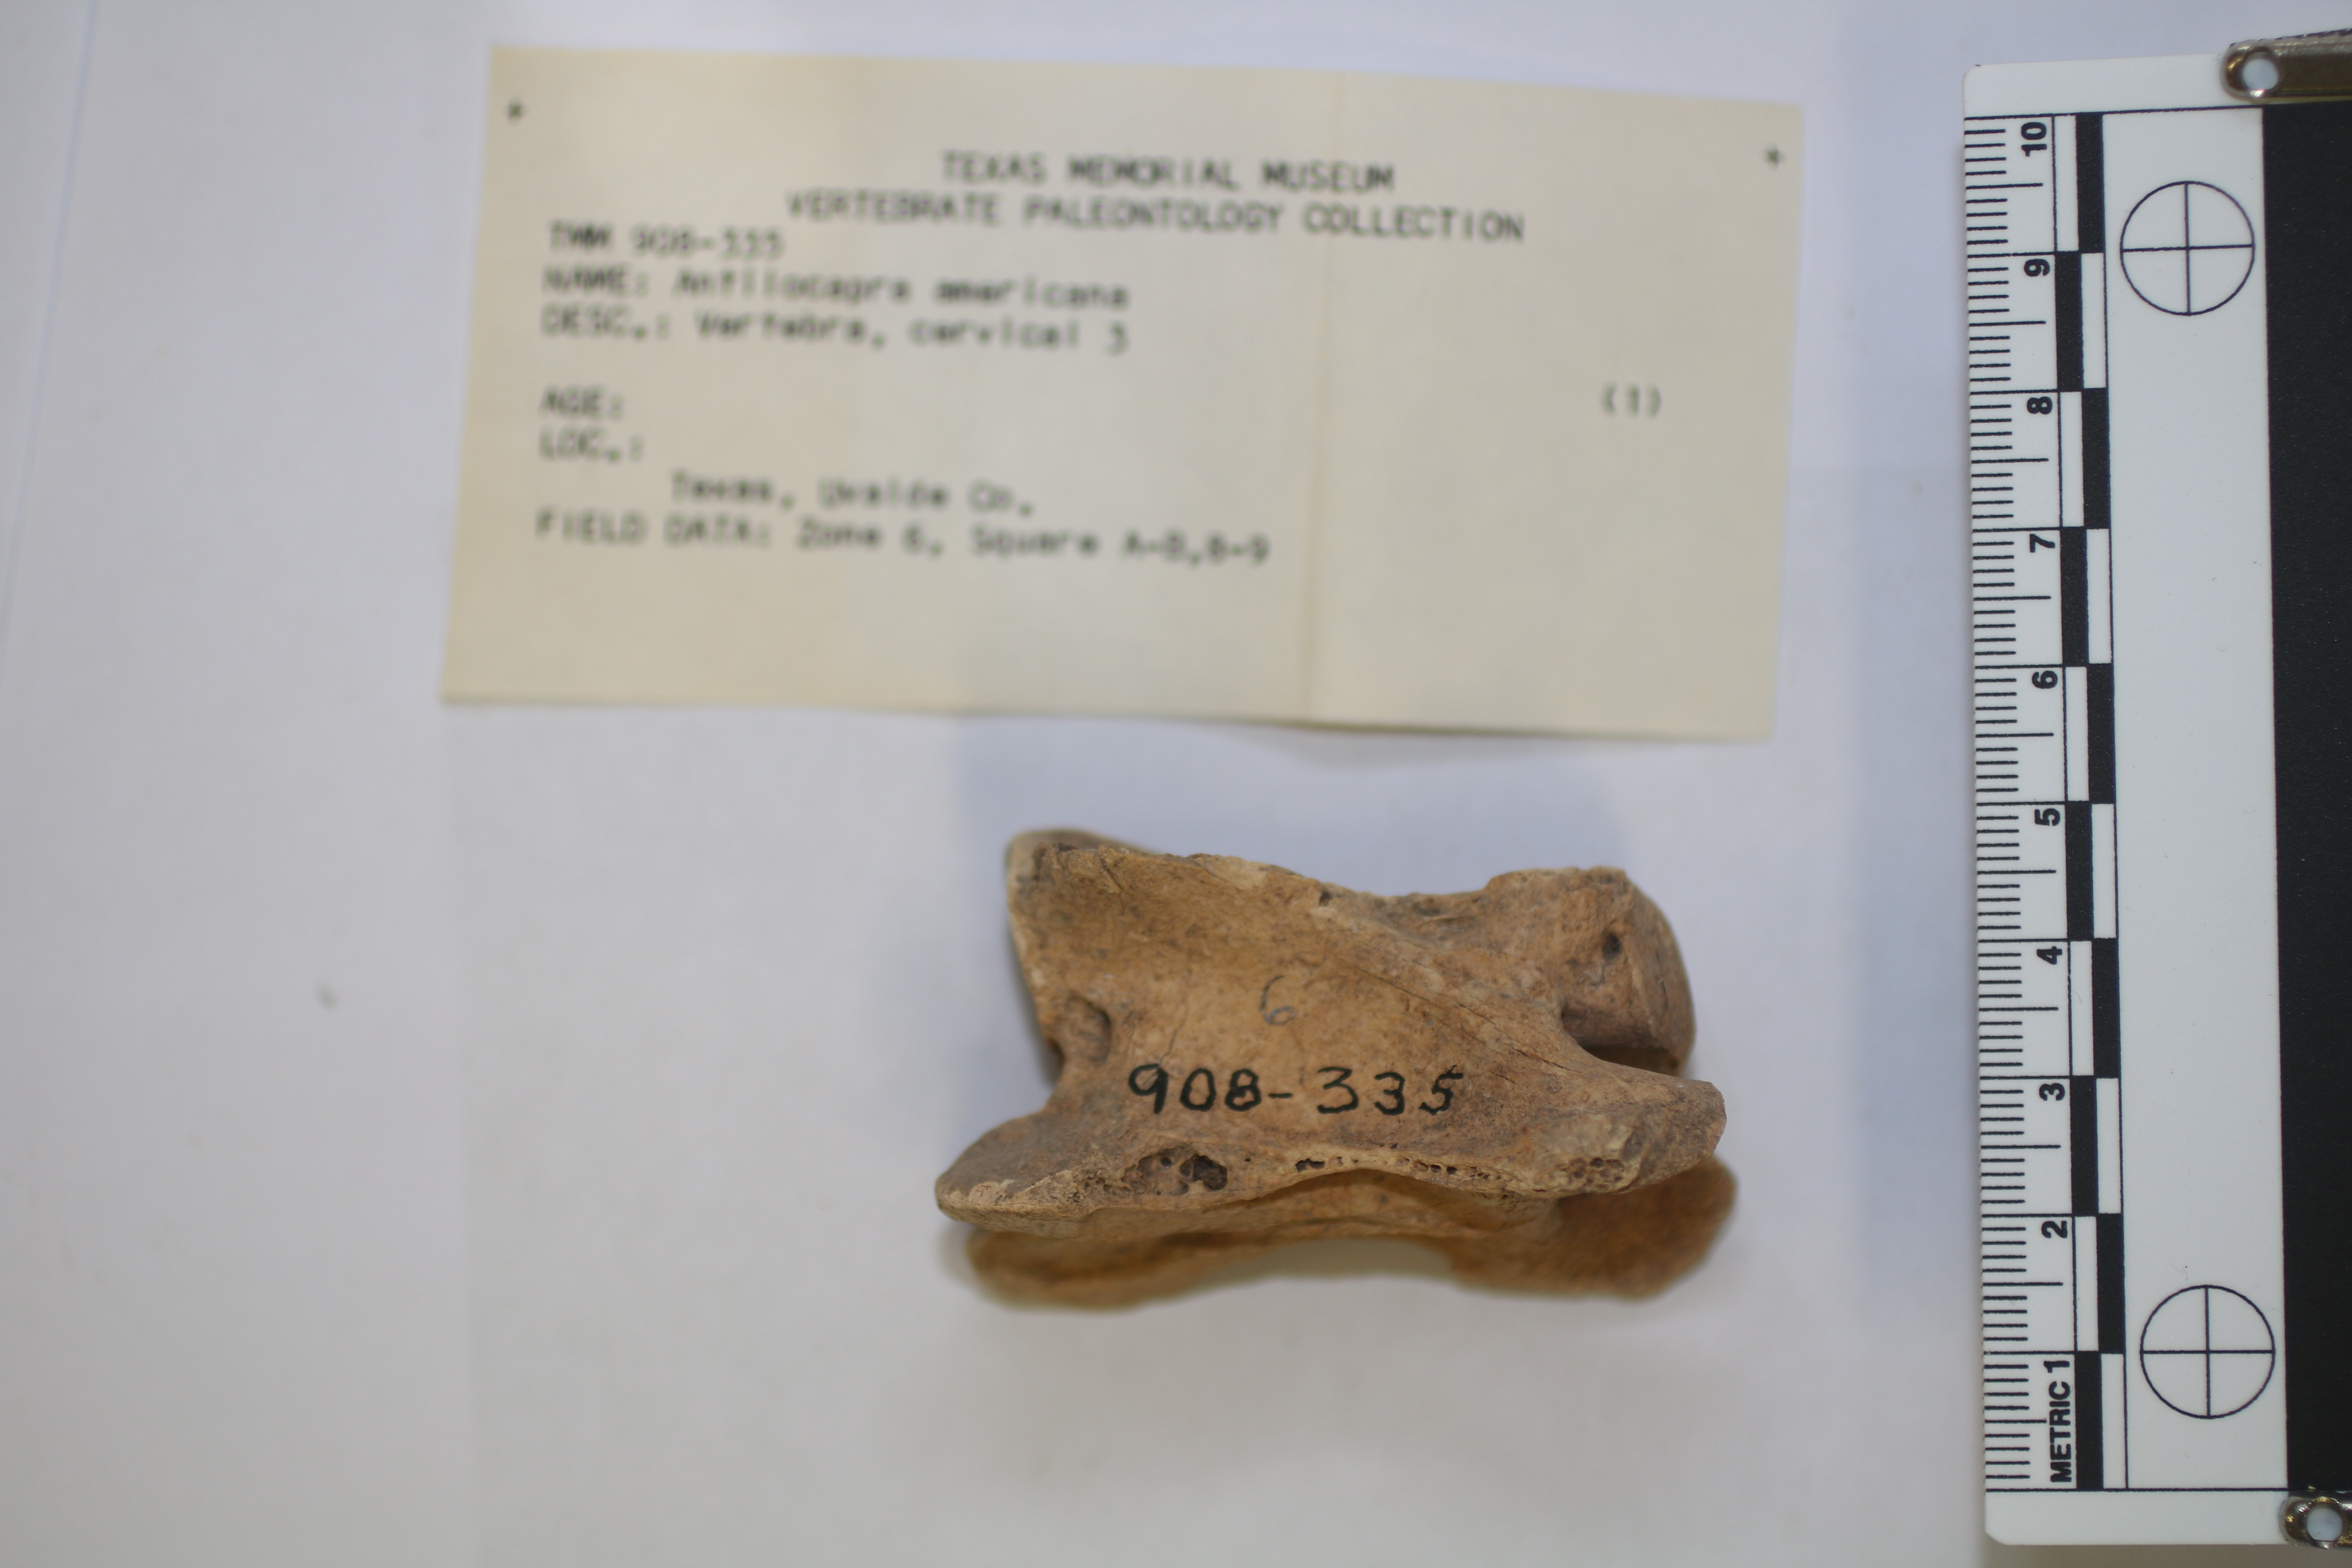 TEXAS MEMORIAL MUSEUM
VERTEBRATE PALEONTOLOGY COLLECTION
TMM 908-335
NAME: Antilocapra americana
DESC.: Vertebra, cervical 3
AGE:
LOC.:
Texas, Uvalde Co.
FIELD DATA: Zone 6, Square A-8,B-9
(1)
908-335
6
METRIC 1 2 3 4 5 6 7 8 9 10